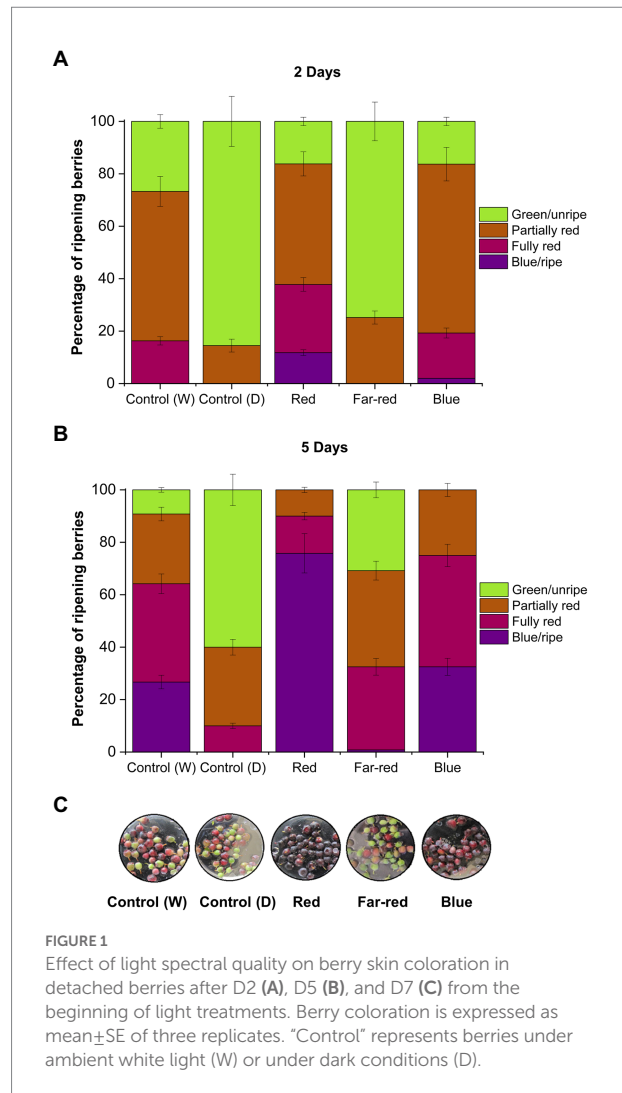 A
2 Days
Percentage of ripening berries
100
80
60
40
20
0
Green/unripe
Partially red
Fully red
Blue/ripe
Control (W) Control (D) Red Far-red Blue
B
5 Days
Percentage of ripening berries
100
80
60
40
20
0
Green/unripe
Partially red
Fully red
Blue/ripe
Control (W) Control (D) Red Far-red Blue
C
Control (W) Control (D) Red Far-red Blue
FIGURE 1
Effect of light spectral quality on berry skin coloration in
detached berries after D2 (A), D5 (B), and D7 (C) from the
beginning of light treatments. Berry coloration is expressed as
mean±SE of three replicates. “Control” represents berries under
ambient white light (W) or under dark conditions (D).